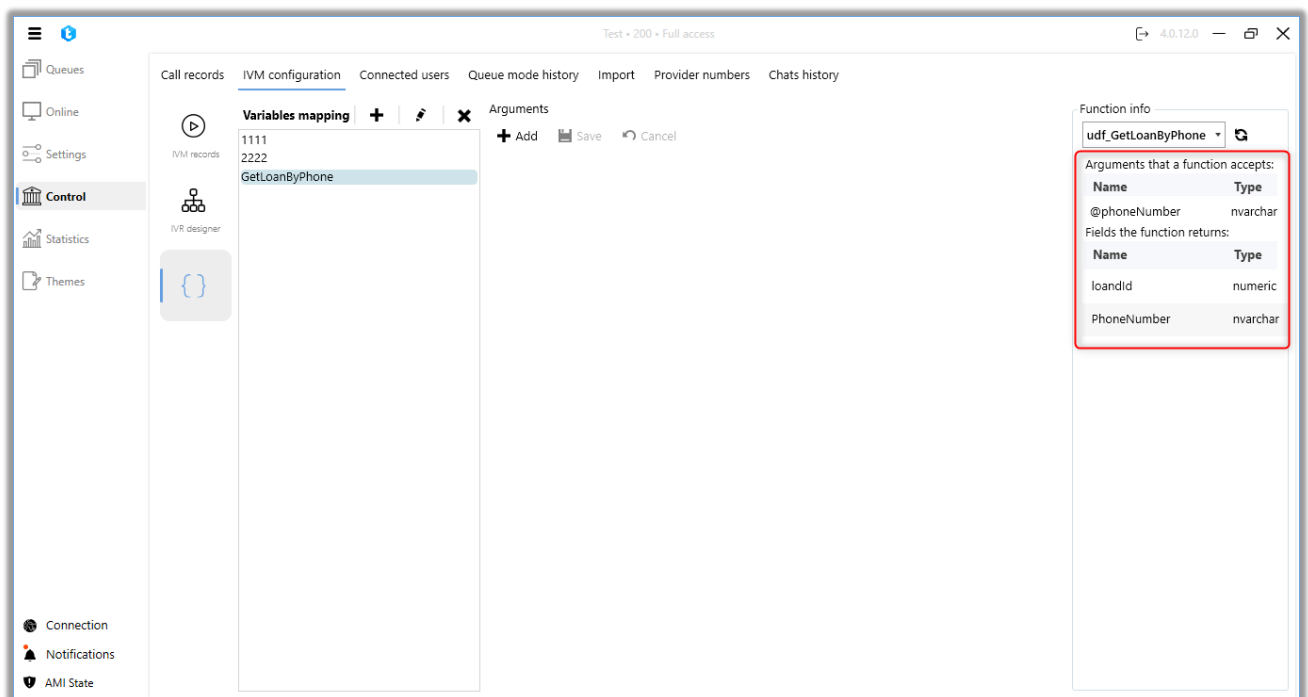 Test • 200 • Full access
4.0.12.0
Queues
Online
Settings
Control
Statistics
Themes
Connection
Notifications
AMI State
Call records IVM configuration Connected users Queue mode history Import Provider numbers Chats history
IVM records
IVR designer
{ }
Variables mapping
1111
2222
GetLoanByPhone
Arguments
Add Save Cancel
Function info
udf_GetLoanByPhone
Arguments that a function accepts:
Name Type
@phoneNumber nvarchar
Fields the function returns:
Name Type
loandId numeric
PhoneNumber nvarchar